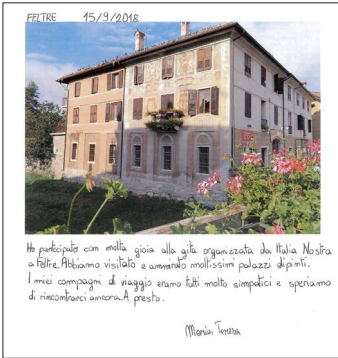 FELTRE 15/9/2018
Ho partecipato con molta gioia alla gita organizzata da Italia Nostra
a Feltre. Abbiamo visitato e ammirato moltissimi palazzi dipinti.
I miei compagni di viaggio erano tutti molto simpatici e speriamo
di rincontrarci ancora. A presto.
Maria Teresa